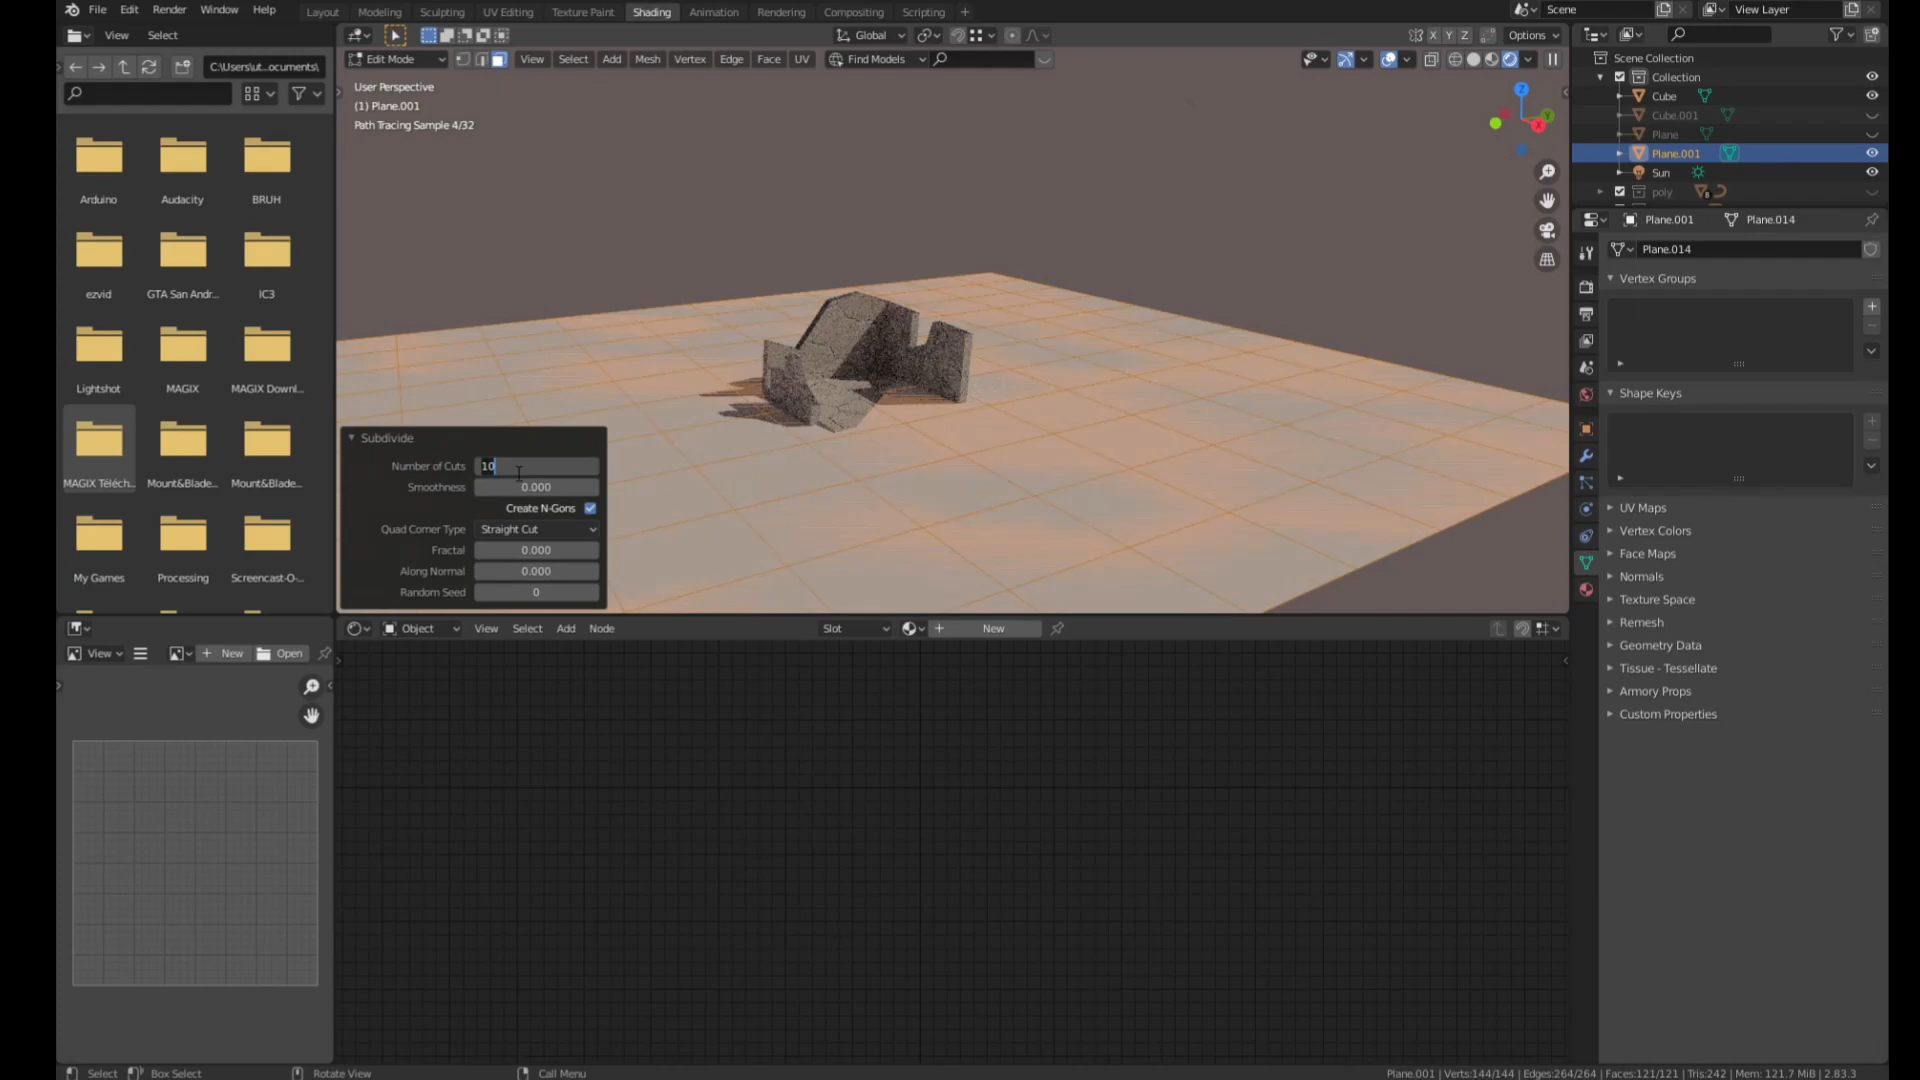 File Edit Render Window Help
Layout Modeling Sculpting UV Editing Texture Paint Shading Animation Rendering Compositing Scripting +
Scene
View Layer
View Select
Global
Options
C:\Users\ut...ocuments\
Edit Mode
View Select Add Mesh Vertex Edge Face UV
Find Models
X Y Z
User Perspective
(1) Plane.001
Path Tracing Sample 4/32
Scene Collection
Collection
Cube
Cube.001
Plane
Plane.001
Sun
poly
Arduino Audacity BRUH
ezvid GTA San Andr... IC3
Lightshot MAGIX MAGIX Downl...
MAGIX Téléch... Mount&Blade... Mount&Blade...
My Games Processing Screencast-O-...
Subdivide
Number of Cuts 10
Smoothness 0.000
Create N-Gons
Quad Corner Type Straight Cut
Fractal 0.000
Along Normal 0.000
Random Seed 0
Plane.001 Plane.014
Plane.014
Vertex Groups
Shape Keys
UV Maps
Vertex Colors
Face Maps
Normals
Texture Space
Remesh
Geometry Data
Tissue - Tessellate
Armory Props
Custom Properties
View New Open
Object View Select Add Node
Slot
New
Select Box Select Rotate View Call Menu
Plane.001 | Verts:144/144 | Edges:264/264 | Faces:121/121 | Tris:242 | Mem: 121.7 MiB | 2.83.3